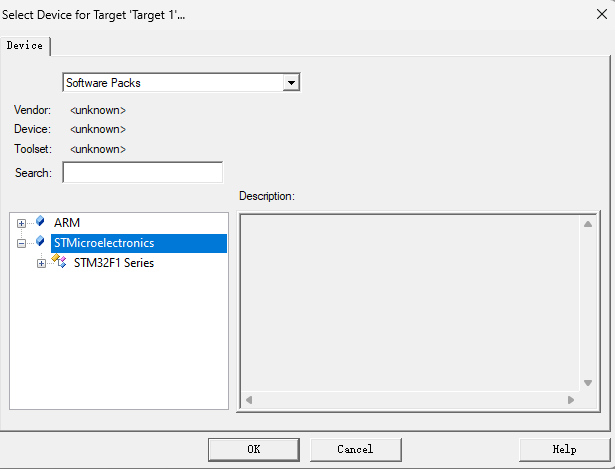 Select Device for Target 'Target 1'...
Device
Software Packs
Vendor: <unknown>
Device: <unknown>
Toolset: <unknown>
Search:
Description:
ARM
STMicroelectronics
STM32F1 Series
OK Cancel Help